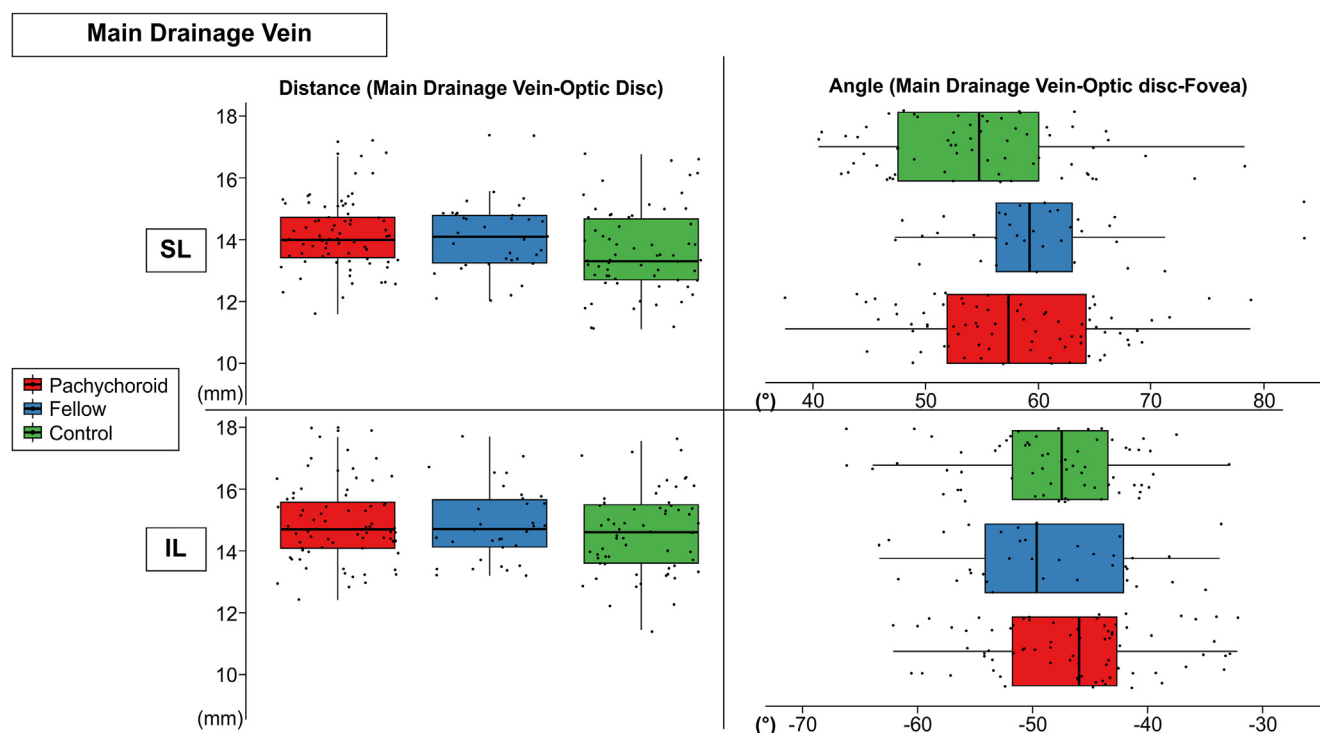 Main Drainage Vein
Distance (Main Drainage Vein-Optic Disc)
Angle (Main Drainage Vein-Optic disc-Fovea)
18
16
14
12
10
(mm)
SL
(°) 40 50 60 70 80
Pachychoroid
Fellow
Control
18
16
14
12
10
(mm)
IL
(°) -70 -60 -50 -40 -30